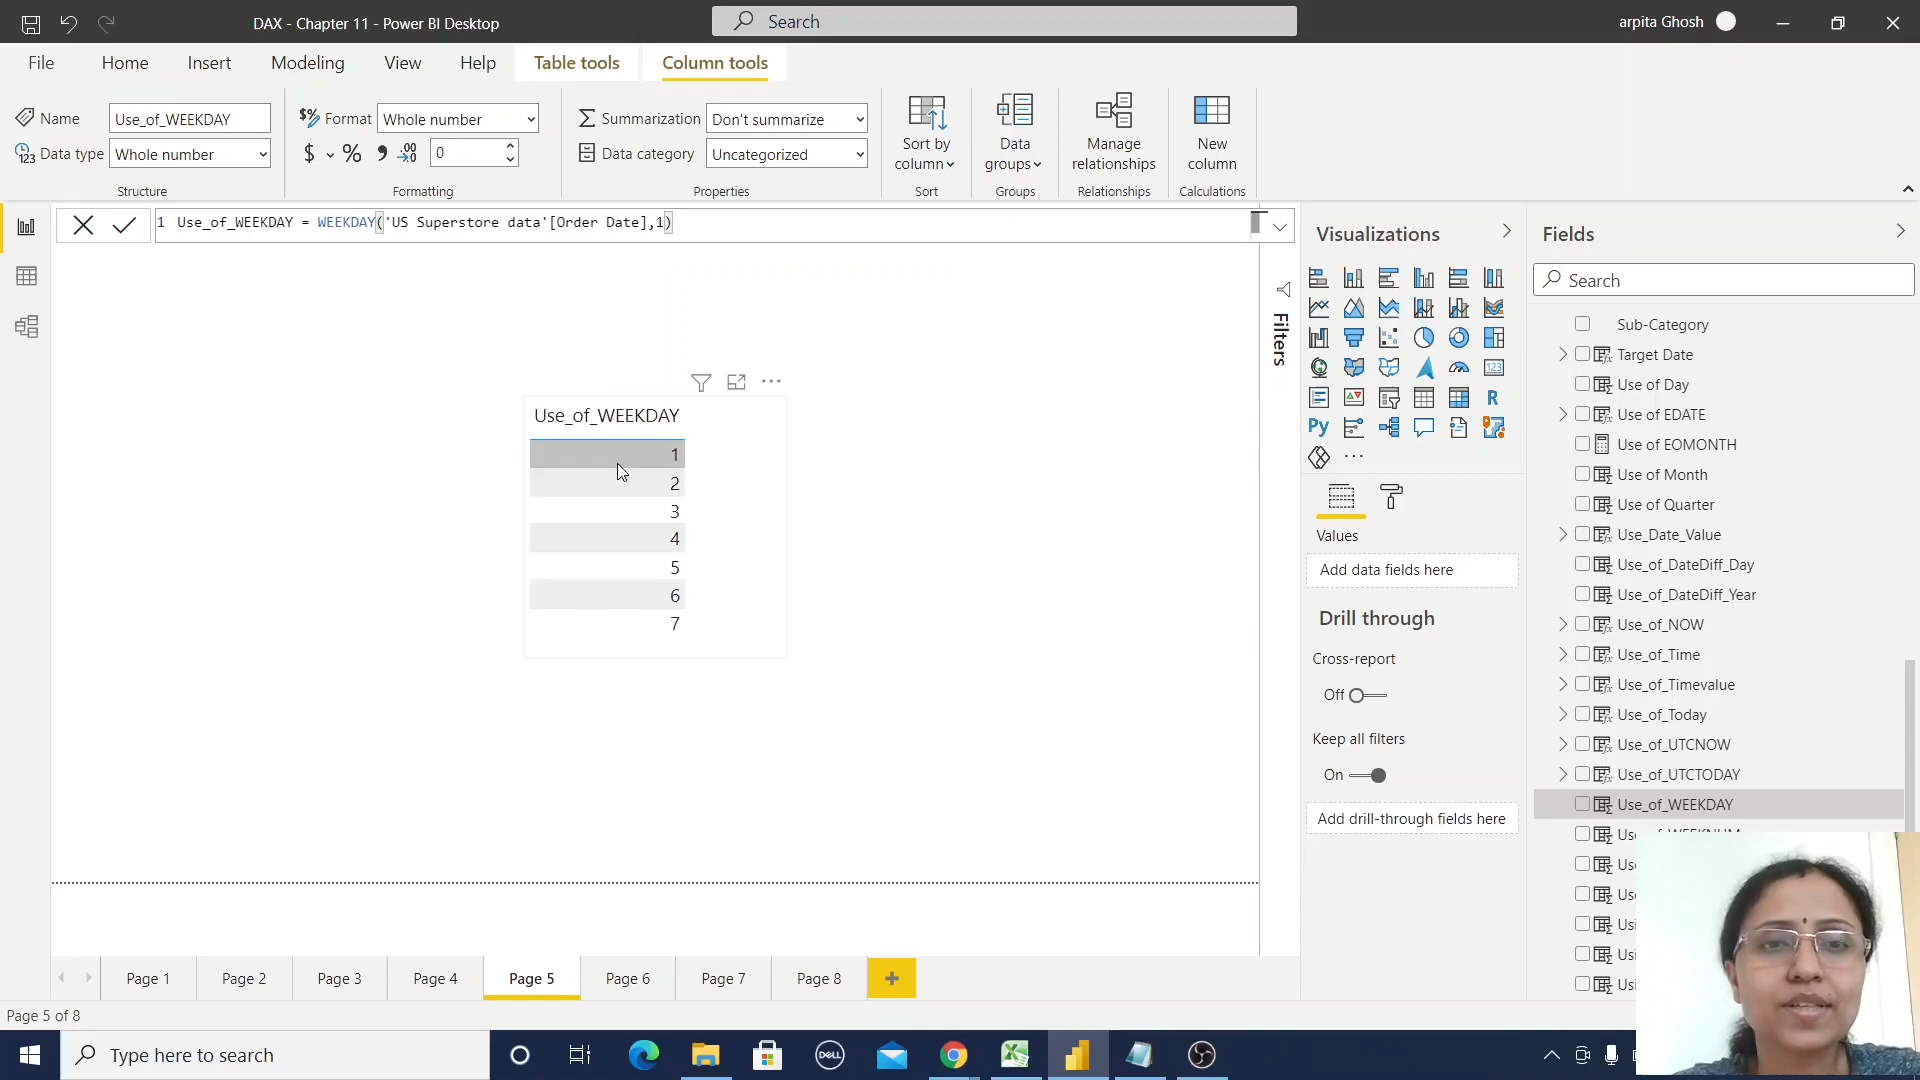 DAX - Chapter 11 - Power BI Desktop
Search
arpita Ghosh
File
Home
Insert
Modeling
View
Help
Table tools
Column tools
Name
Use_of_WEEKDAY
Format
Whole number
Summarization
Don't summarize
Data type
Whole number
$
%
0
Data category
Uncategorized
Sort by column
Data groups
Manage relationships
New column
Structure
Formatting
Properties
Sort
Groups
Relationships
Calculations
1 Use_of_WEEKDAY = WEEKDAY('US Superstore data'[Order Date],1)
Use_of_WEEKDAY
1
2
3
4
5
6
7
Filters
Visualizations
Values
Add data fields here
Drill through
Cross-report
Off
Keep all filters
On
Add drill-through fields here
Fields
Search
Sub-Category
Target Date
Use of Day
Use of EDATE
Use of EOMONTH
Use of Month
Use of Quarter
Use_Date_Value
Use_of_DateDiff_Day
Use_of_DateDiff_Year
Use_of_NOW
Use_of_Time
Use_of_Timevalue
Use_of_Today
Use_of_UTCNOW
Use_of_UTCTODAY
Use_of_WEEKDAY
Page 1
Page 2
Page 3
Page 4
Page 5
Page 6
Page 7
Page 8
Page 5 of 8
Type here to search